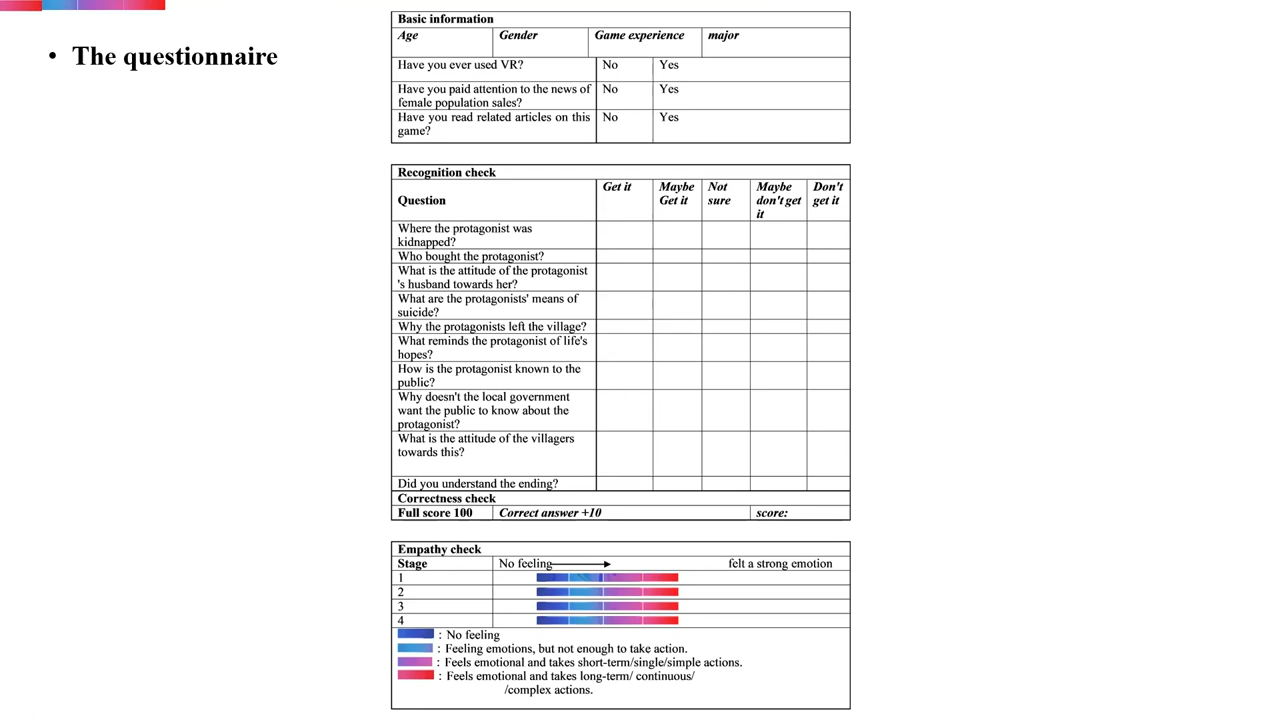 • The questionnaire
Basic information
Age Gender Game experience major
Have you ever used VR? No Yes
Have you paid attention to the news of No Yes
female population sales?
Have you read related articles on this No Yes
game?
Recognition check
Question Get it Maybe Get it Not sure Maybe don't get it Don't get it
Where the protagonist was
kidnapped?
Who bought the protagonist?
What is the attitude of the protagonist
's husband towards her?
What are the protagonists' means of
suicide?
Why the protagonists left the village?
What reminds the protagonist of life's
hopes?
How is the protagonist known to the
public?
Why doesn't the local government
want the public to know about the
protagonist?
What is the attitude of the villagers
towards this?
Did you understand the ending?
Correctness check
Full score 100 Correct answer +10 score:
Empathy check
Stage No feeling felt a strong emotion
1
2
3
4
: No feeling
: Feeling emotions, but not enough to take action.
: Feels emotional and takes short-term/single/simple actions.
: Feels emotional and takes long-term/ continuous/
/complex actions.